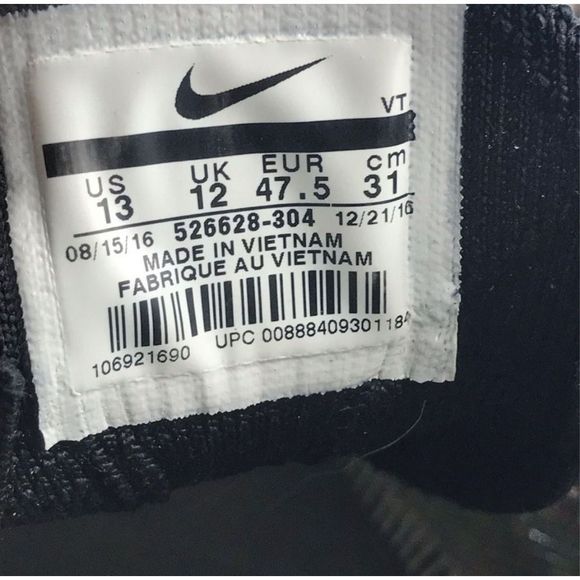 VT
US UK EUR cm
13 12 47.5 31
08/15/16 526628-304 12/21/16
MADE IN VIETNAM
FABRIQUE AU VIETNAM
106921690 UPC 00888409301184